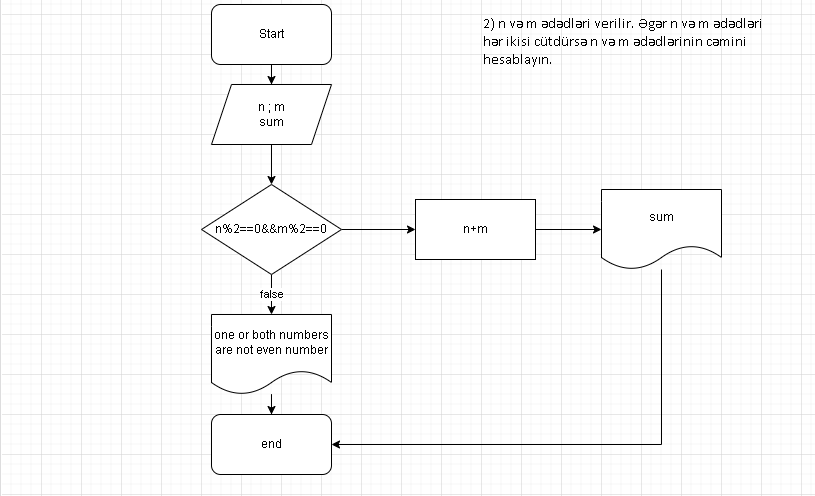 Start
2) n və m ədədləri verilir. Əgər n və m ədədləri
hər ikisi cütdürsə n və m ədədlərinin cəmini
hesablayın.
n ; m
sum
n%2==0&&m%2==0
n+m
sum
false
one or both numbers
are not even number
end